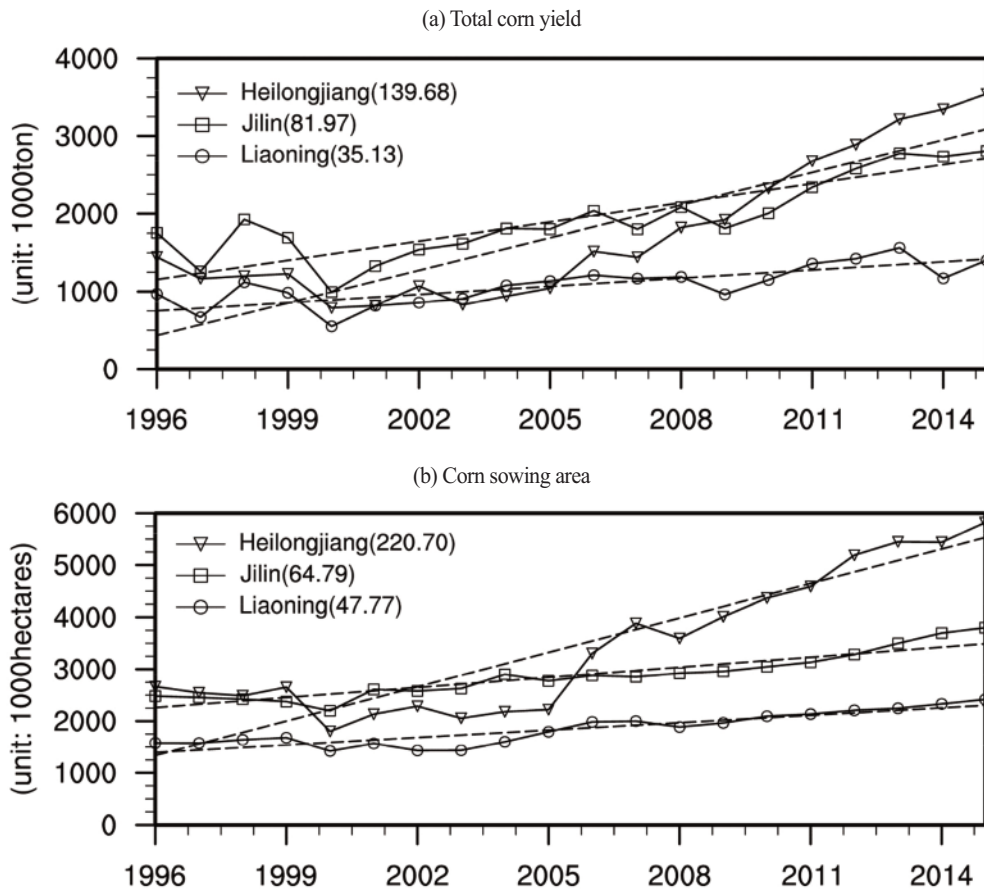 (a) Total corn yield
4000
3000
2000
1000
0
(unit: 1000ton)
Heilongjiang(139.68)
Jilin(81.97)
Liaoning(35.13)
1996 1999 2002 2005 2008 2011 2014
(b) Corn sowing area
6000
5000
4000
3000
2000
1000
0
(unit: 1000hectares)
Heilongjiang(220.70)
Jilin(64.79)
Liaoning(47.77)
1996 1999 2002 2005 2008 2011 2014